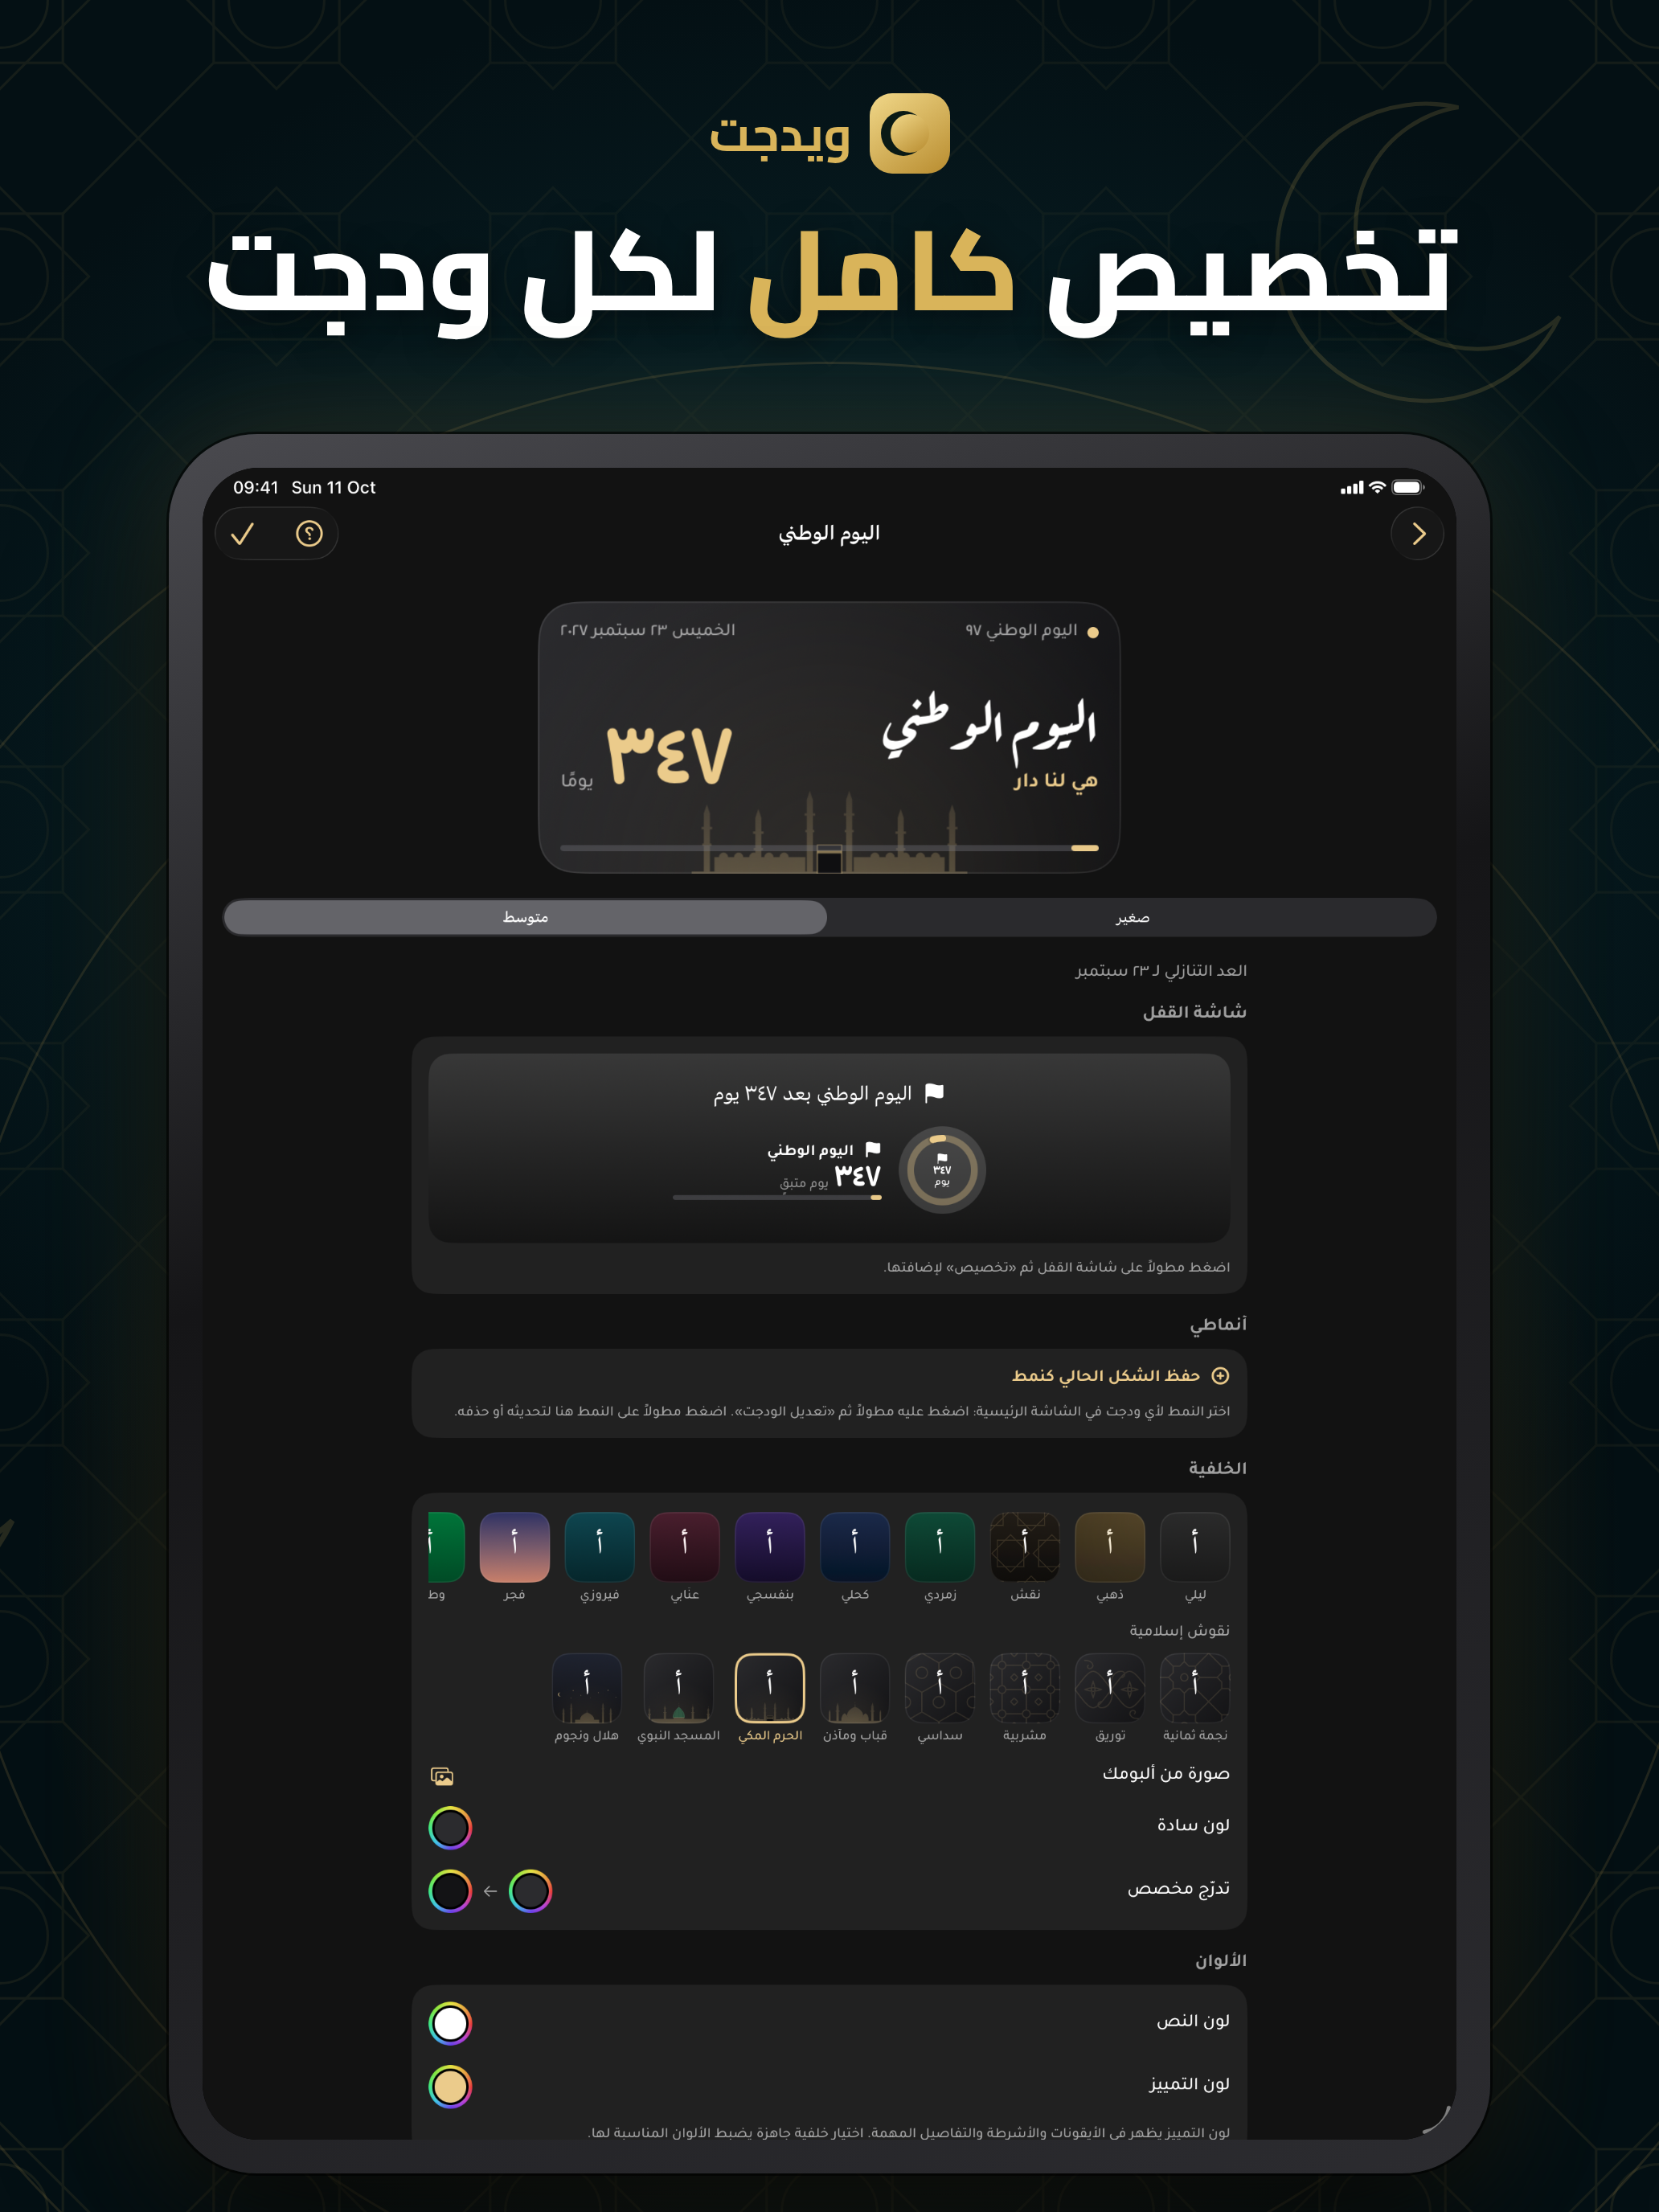 ويدجت
تخصيص كامل لكل ودجت
09:41 Sun 11 Oct
اليوم الوطني
؟
اليوم الوطني ٩٧
الخميس ٢٣ سبتمبر ٢٠٢٧
اليوم الوطني
هي لنا دار
٣٤٧ يومًا
صغير
متوسط
العد التنازلي لـ ٢٣ سبتمبر
شاشة القفل
اليوم الوطني بعد ٣٤٧ يوم
٣٤٧
يوم
اليوم الوطني
٣٤٧ يوم متبقٍ
اضغط مطولاً على شاشة القفل ثم «تخصيص» لإضافتها.
أنماطي
حفظ الشكل الحالي كنمط
اختر النمط لأي ودجت في الشاشة الرئيسية: اضغط عليه مطولاً ثم «تعديل الودجت». اضغط مطولاً على النمط هنا لتحديثه أو حذفه.
الخلفية
أ أ أ أ أ أ أ أ أ أ
ليلي ذهبي نقش زمردي كحلي بنفسجي عنابي فيروزي فجر وط
نقوش إسلامية
أ أ أ أ أ أ أ أ
نجمة ثمانية توريق مشربية سداسي قباب ومآذن الحرم المكي المسجد النبوي هلال ونجوم
صورة من ألبومك
لون سادة
تدرّج مخصص
الألوان
لون النص
لون التمييز
لون التمييز يظهر في الأيقونات والأشرطة والتفاصيل المهمة. اختيار خلفية جاهزة يضبط الألوان المناسبة لها.